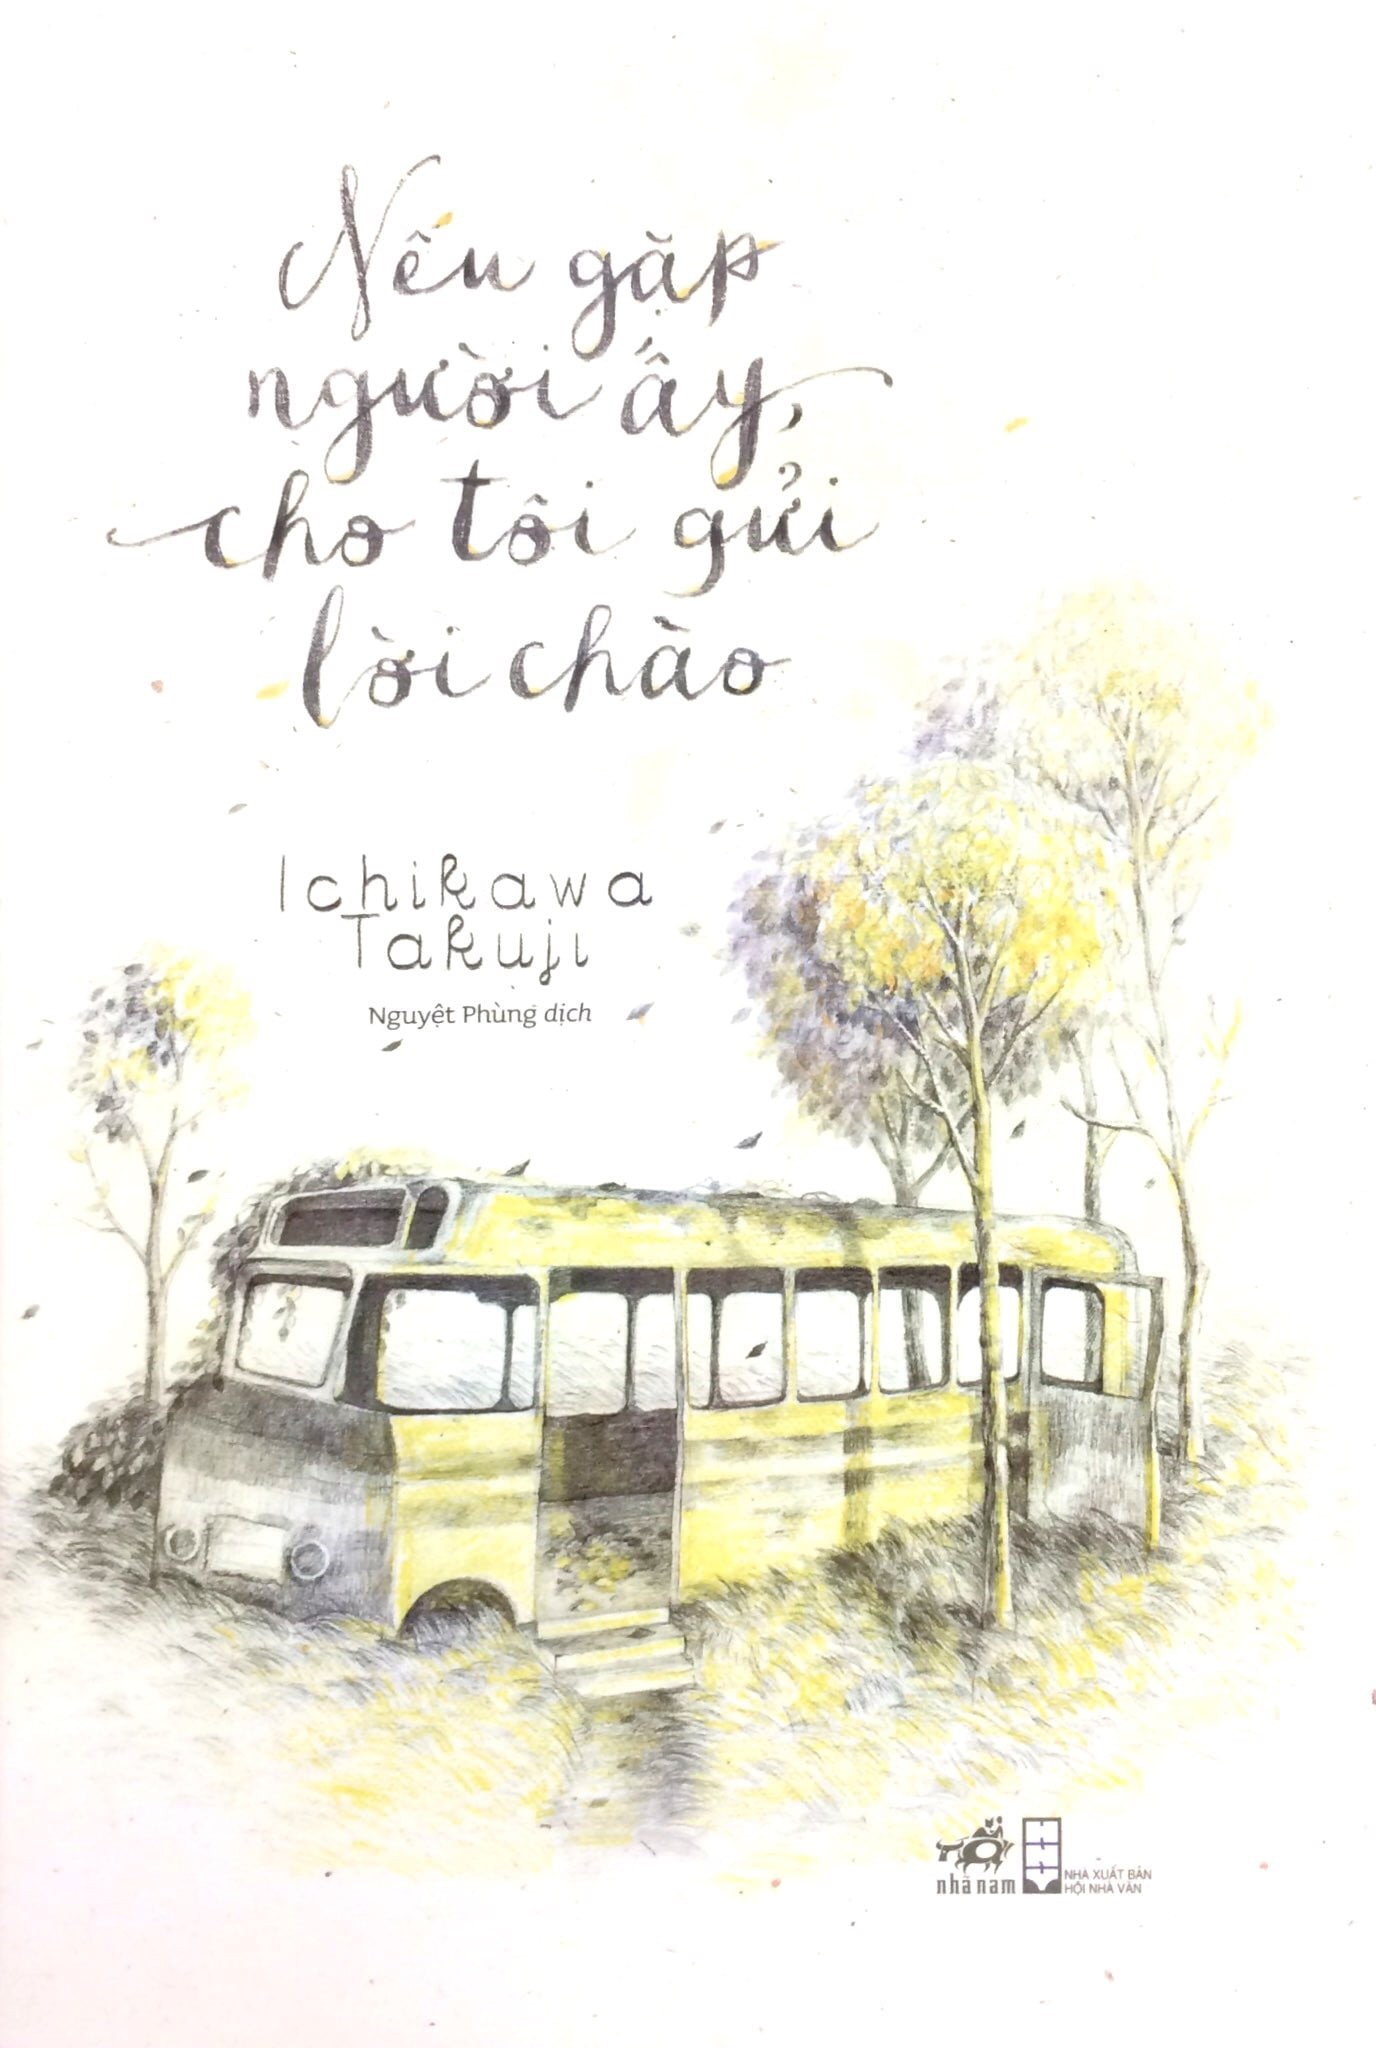 Nếu gặp
người ấy,
cho tôi gửi
lời chào
Ichikawa
Takuji
Nguyệt Phùng dịch
nhã nam
NHÀ XUẤT BẢN
HỘI NHÀ VĂN